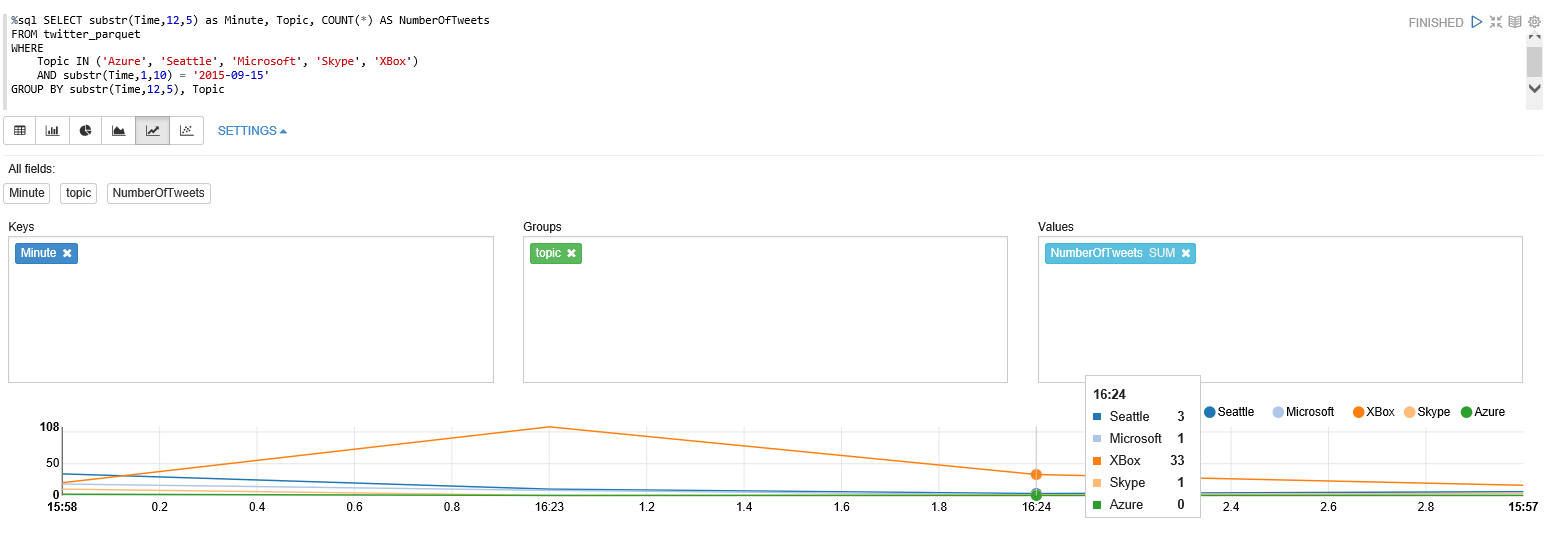 %sql SELECT substr(Time,12,5) as Minute, Topic, COUNT(*) AS NumberOfTweets
FROM twitter_parquet
WHERE
    Topic IN ('Azure', 'Seattle', 'Microsoft', 'Skype', 'XBox')
    AND substr(Time,1,10) = '2015-09-15'
GROUP BY substr(Time,12,5), Topic
FINISHED
SETTINGS
All fields:
Minute topic NumberOfTweets
Keys Groups Values
Minute topic NumberOfTweets SUM
16:24
Seattle 3
Microsoft 1
XBox 33
Skype 1
Azure 0
Seattle Microsoft XBox Skype Azure
108
50
0
15:58 0.2 0.4 0.6 0.8 16:23 1.2 1.4 1.6 1.8 16:24 2.4 2.6 2.8 15:57